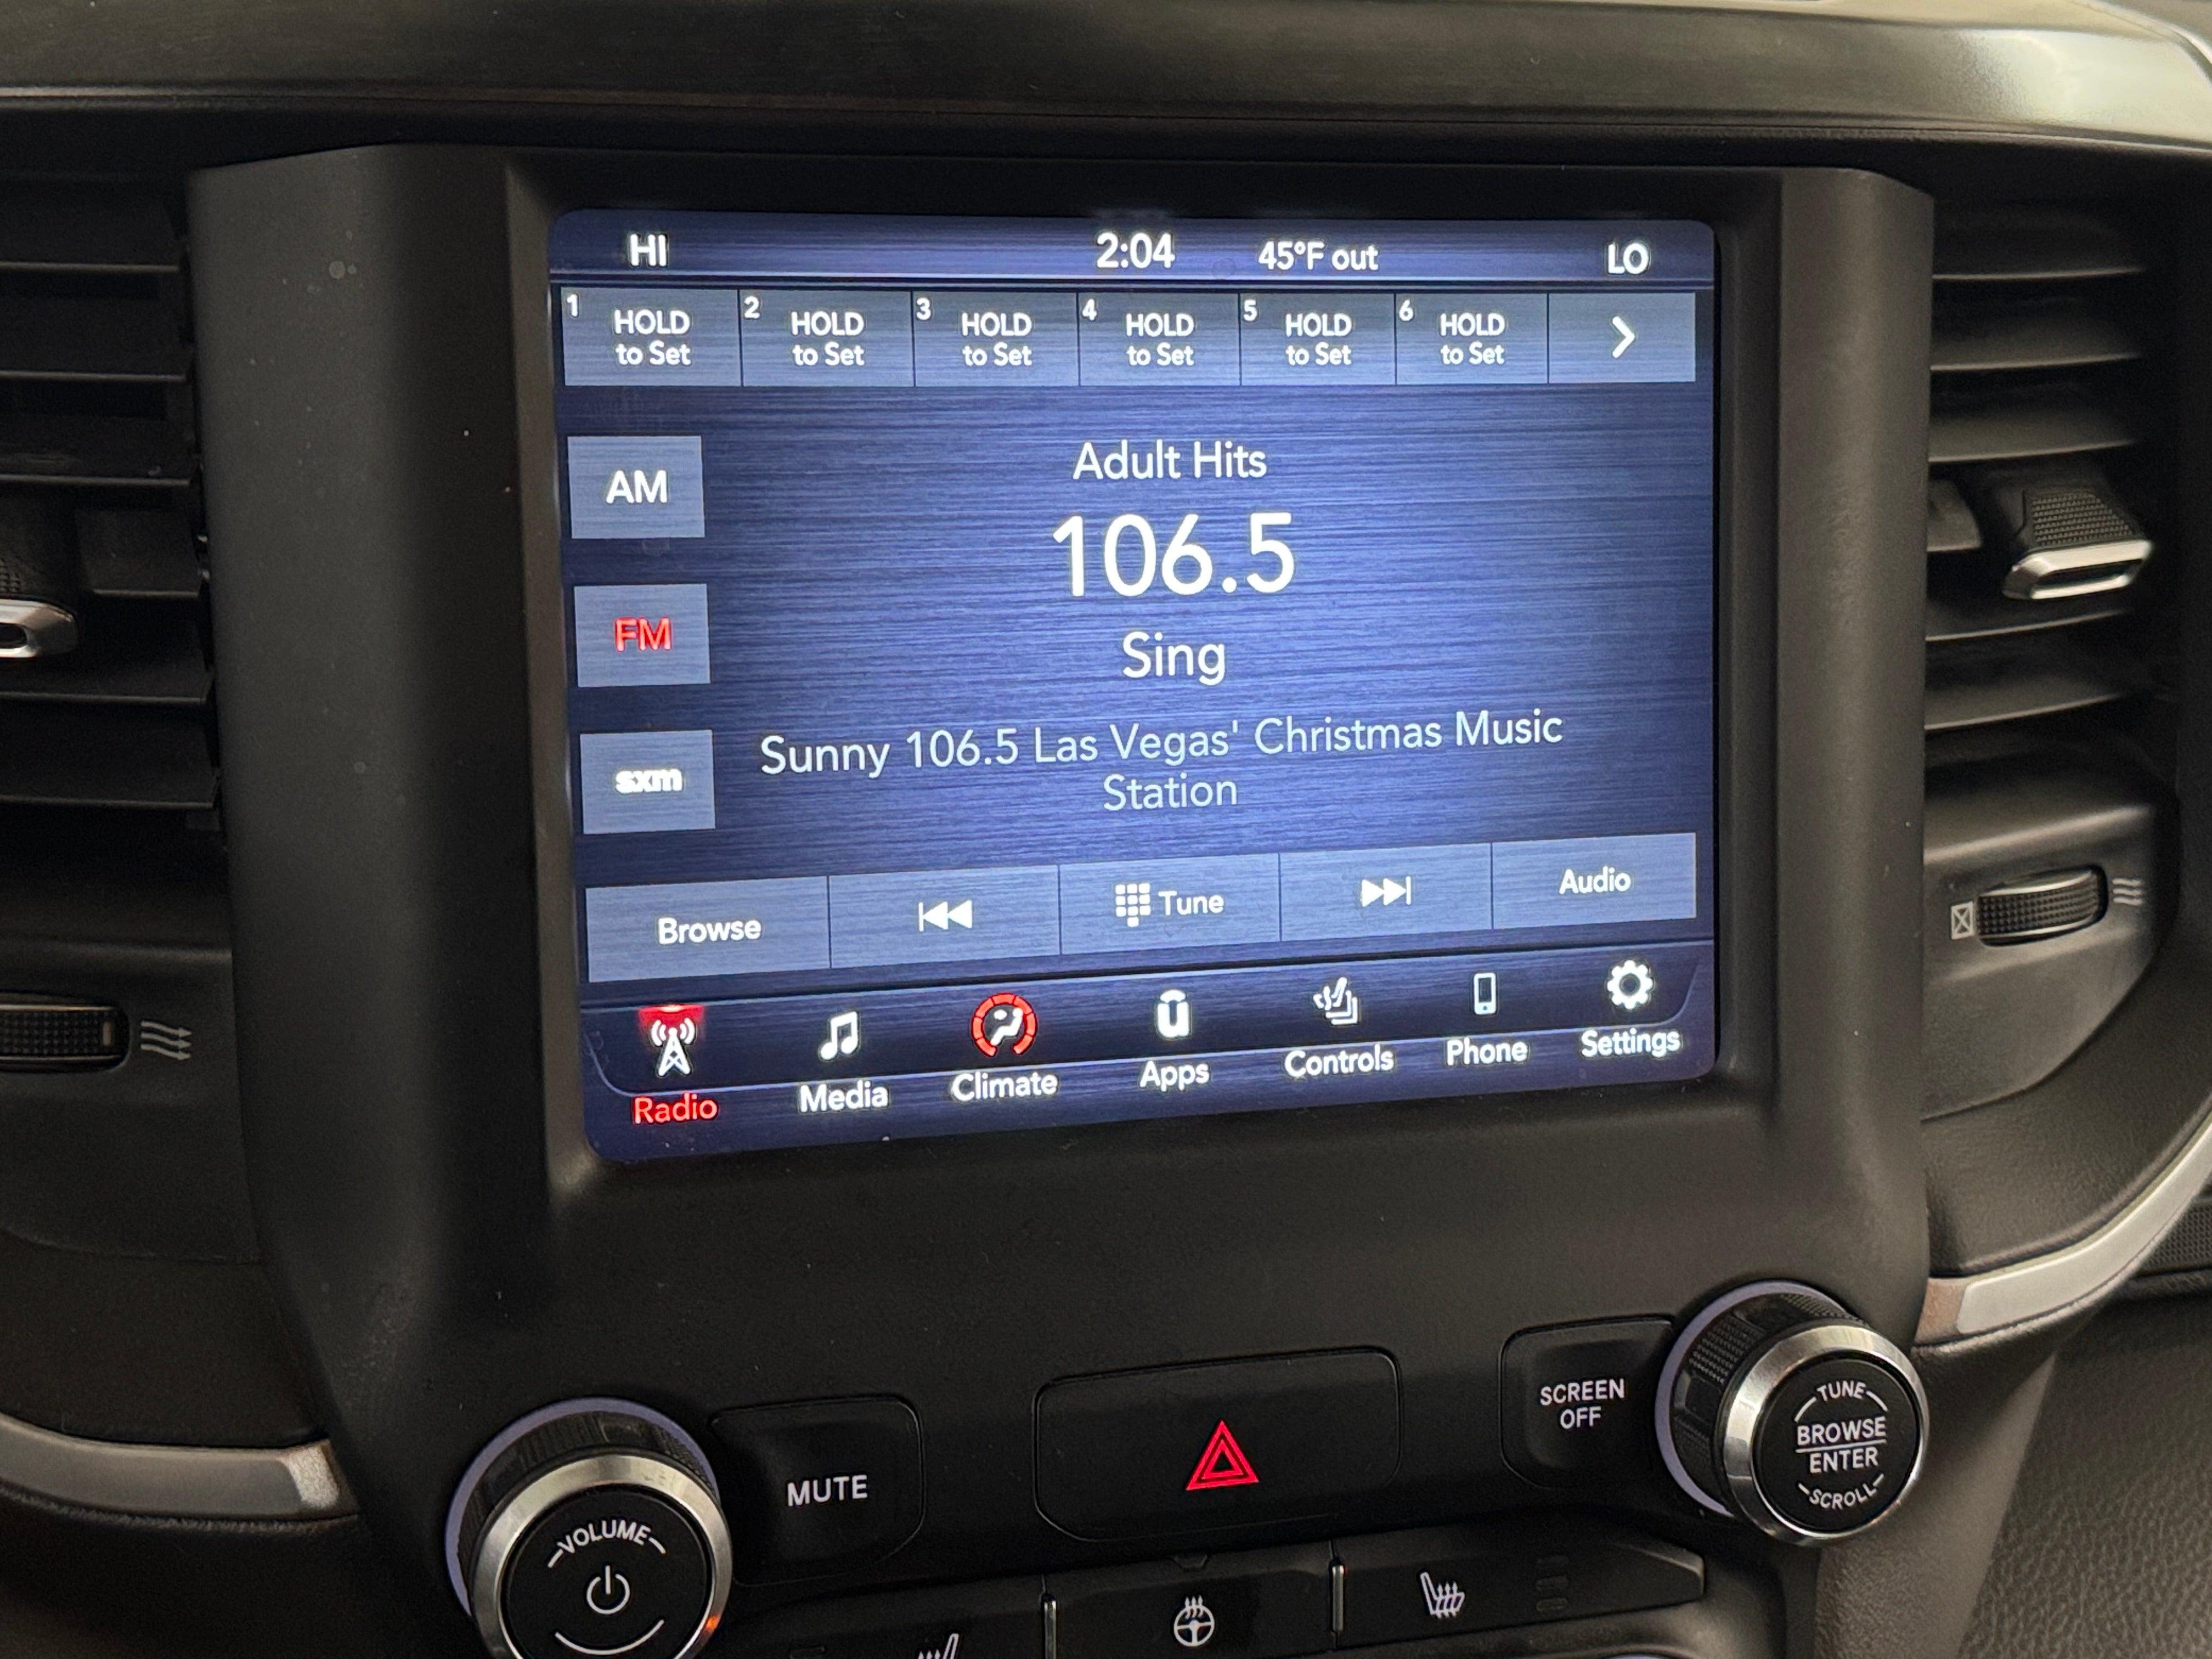 HI 2:04 45°F out LO
1 HOLD to Set
2 HOLD to Set
3 HOLD to Set
4 HOLD to Set
5 HOLD to Set
6 HOLD to Set
AM
FM
sxm
Adult Hits
106.5
Sing
Sunny 106.5 Las Vegas' Christmas Music
Station
Browse
Tune
Audio
Radio
Media
Climate
Apps
Controls
Phone
Settings
VOLUME
MUTE
SCREEN
OFF
TUNE
BROWSE
ENTER
SCROLL